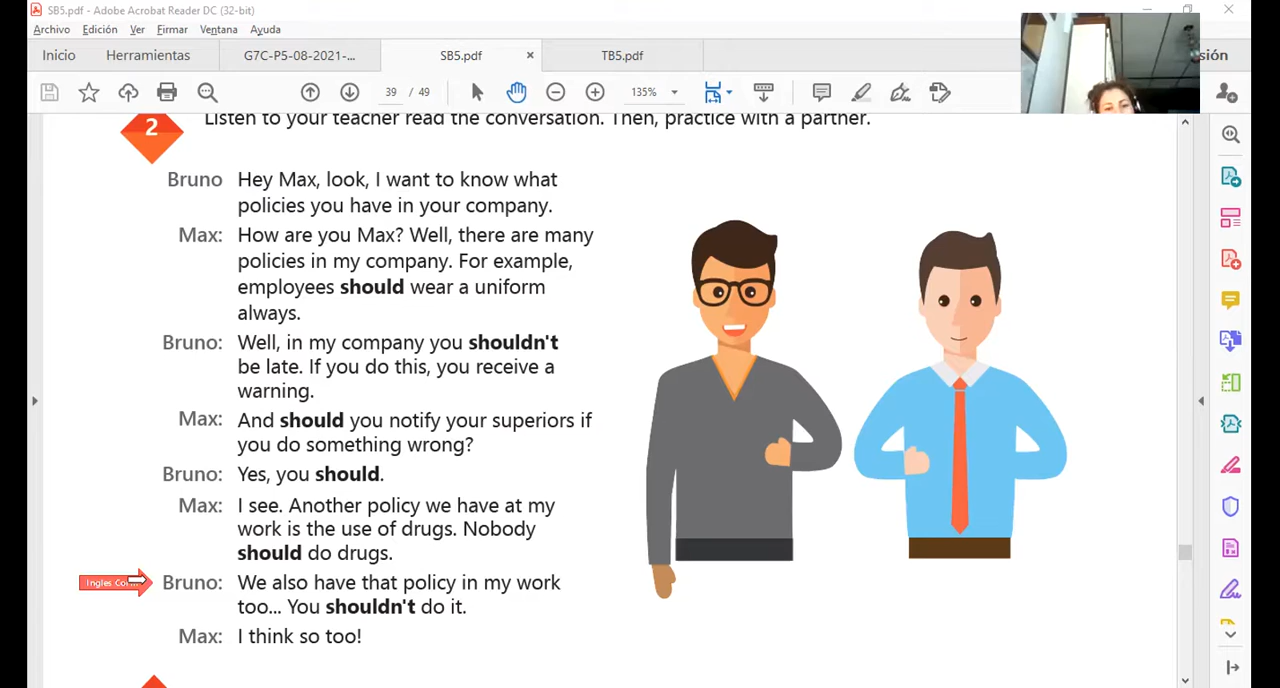 SB5.pdf - Adobe Acrobat Reader DC (32-bit)
Archivo Edición Ver Firmar Ventana Ayuda
Inicio Herramientas G7C-P5-08-2021-... SB5.pdf × TB5.pdf sión
39 / 49 135%
2 Listen to your teacher read the conversation. Then, practice with a partner.
Bruno Hey Max, look, I want to know what
policies you have in your company.
Max: How are you Max? Well, there are many
policies in my company. For example,
employees should wear a uniform
always.
Bruno: Well, in my company you shouldn't
be late. If you do this, you receive a
warning.
Max: And should you notify your superiors if
you do something wrong?
Bruno: Yes, you should.
Max: I see. Another policy we have at my
work is the use of drugs. Nobody
should do drugs.
Ingles Bruno: We also have that policy in my work
too... You shouldn't do it.
Max: I think so too!